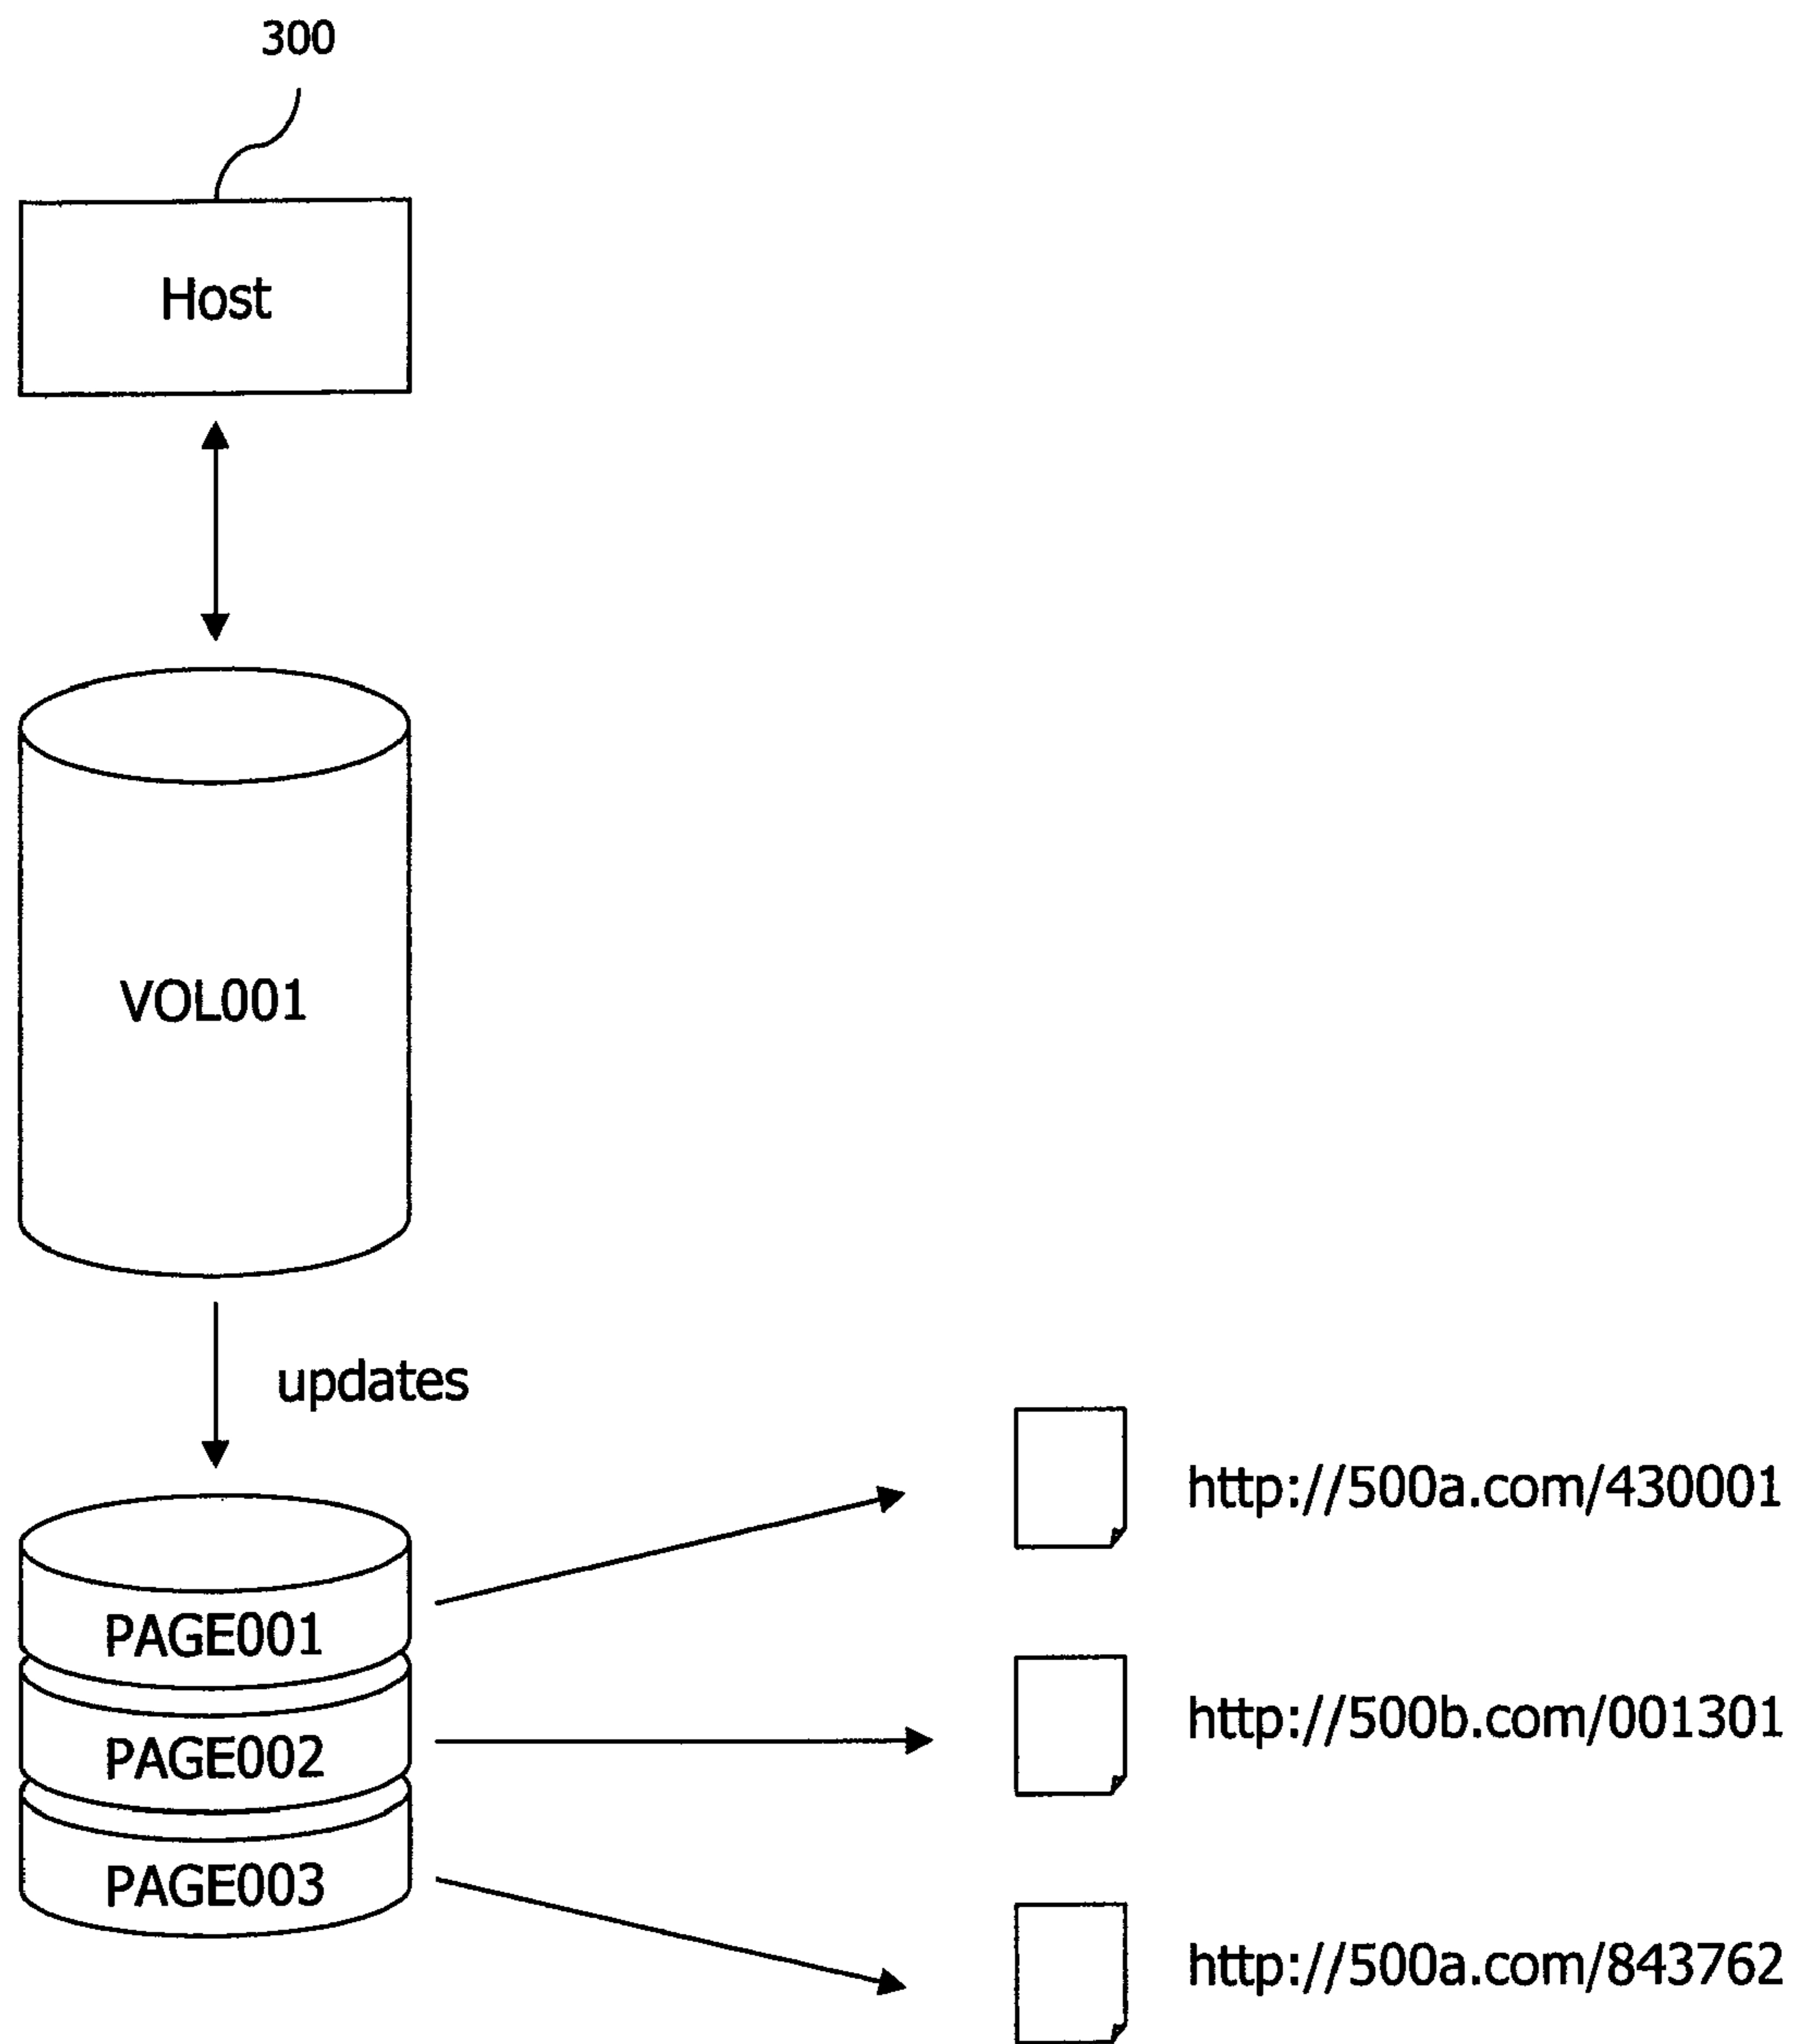 300
Host
VOL001
updates
http://500a.com/430001
PAGE001
http://500b.com/001301
PAGE002
PAGE003
http://500a.com/843762